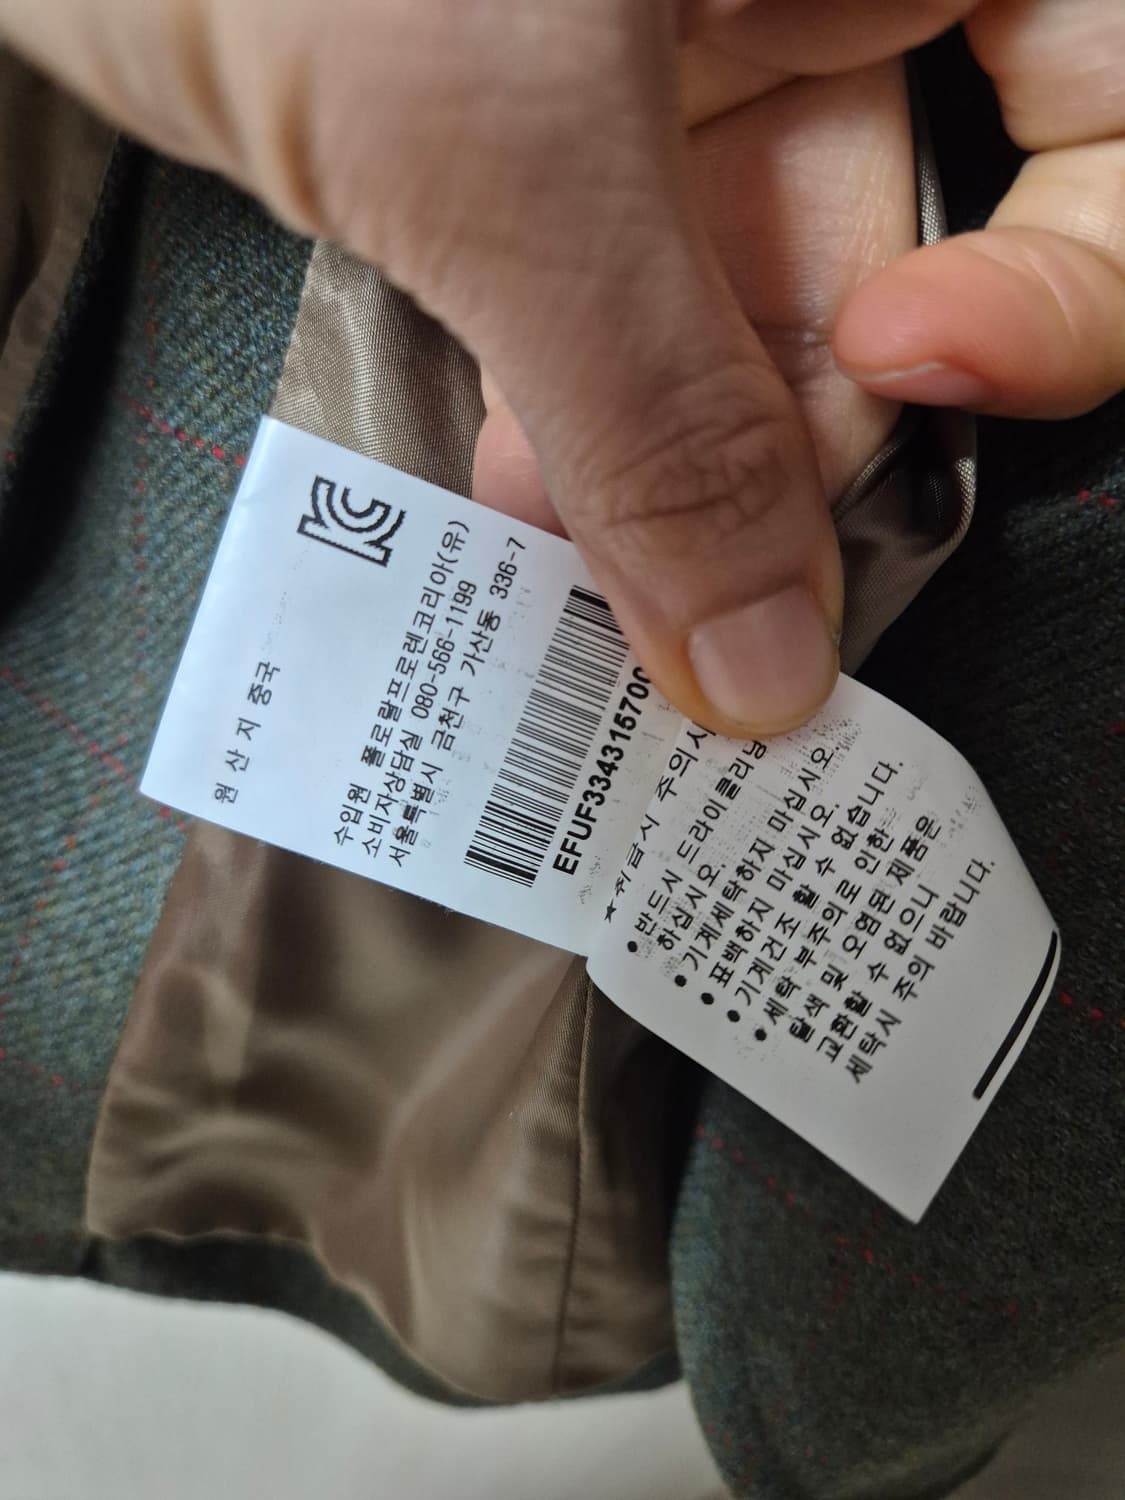 원 산 지 중국
수입원 폴로랄프로렌코리아(유)
소비자상담실 080-566-1199
서울특별시 금천구 가산동 336-7
EFUF334315700
★취급시 주의사
● 반드시 드라이클리닝
하십시오.
● 기계세탁하지 마십시오.
● 표백하지 마십시오.
● 기계건조 할 수 없습니다.
● 세탁 부주의로 인한
탈색 및 오염된 제품은
교환할 수 없으니
세탁시 주의 바랍니다.